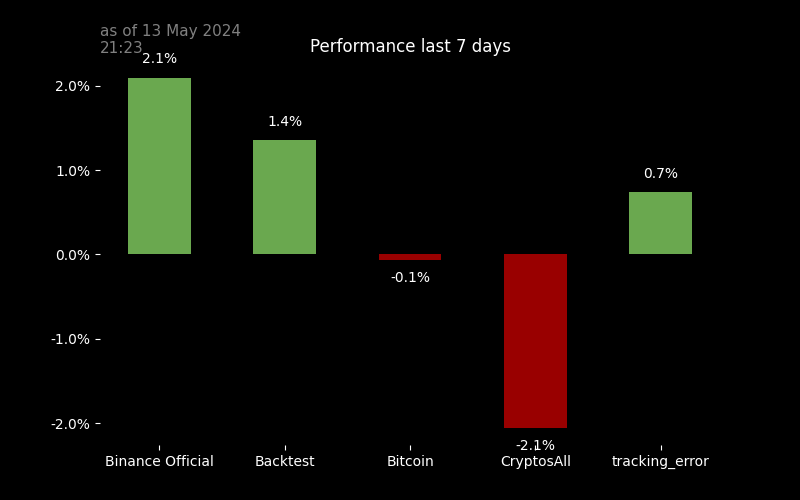 as of 13 May 2024
21:23
Performance last 7 days
2.1%
1.4%
0.7%
-0.1%
-2.1%
2.0%
1.0%
0.0%
-1.0%
-2.0%
Binance Official
Backtest
Bitcoin
CryptosAll
tracking_error